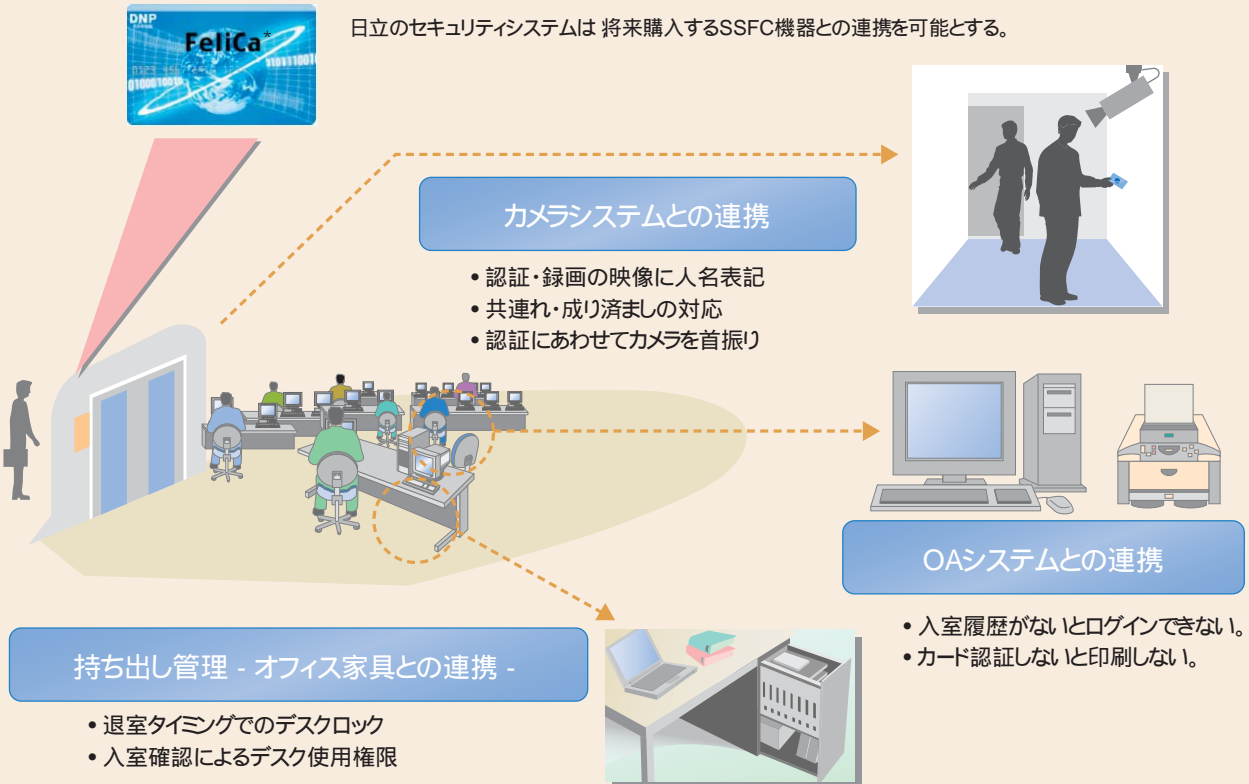 DNP
FeliCa*
日立のセキュリティシステムは 将来購入するSSFC機器との連携を可能とする。
カメラシステムとの連携
• 認証・録画の映像に人名表記
• 共連れ・成り済ましの対応
• 認証にあわせてカメラを首振り
OAシステムとの連携
• 入室履歴がないとログインできない。
• カード認証しないと印刷しない。
持ち出し管理 - オフィス家具との連携 -
• 退室タイミングでのデスクロック
• 入室確認によるデスク使用権限